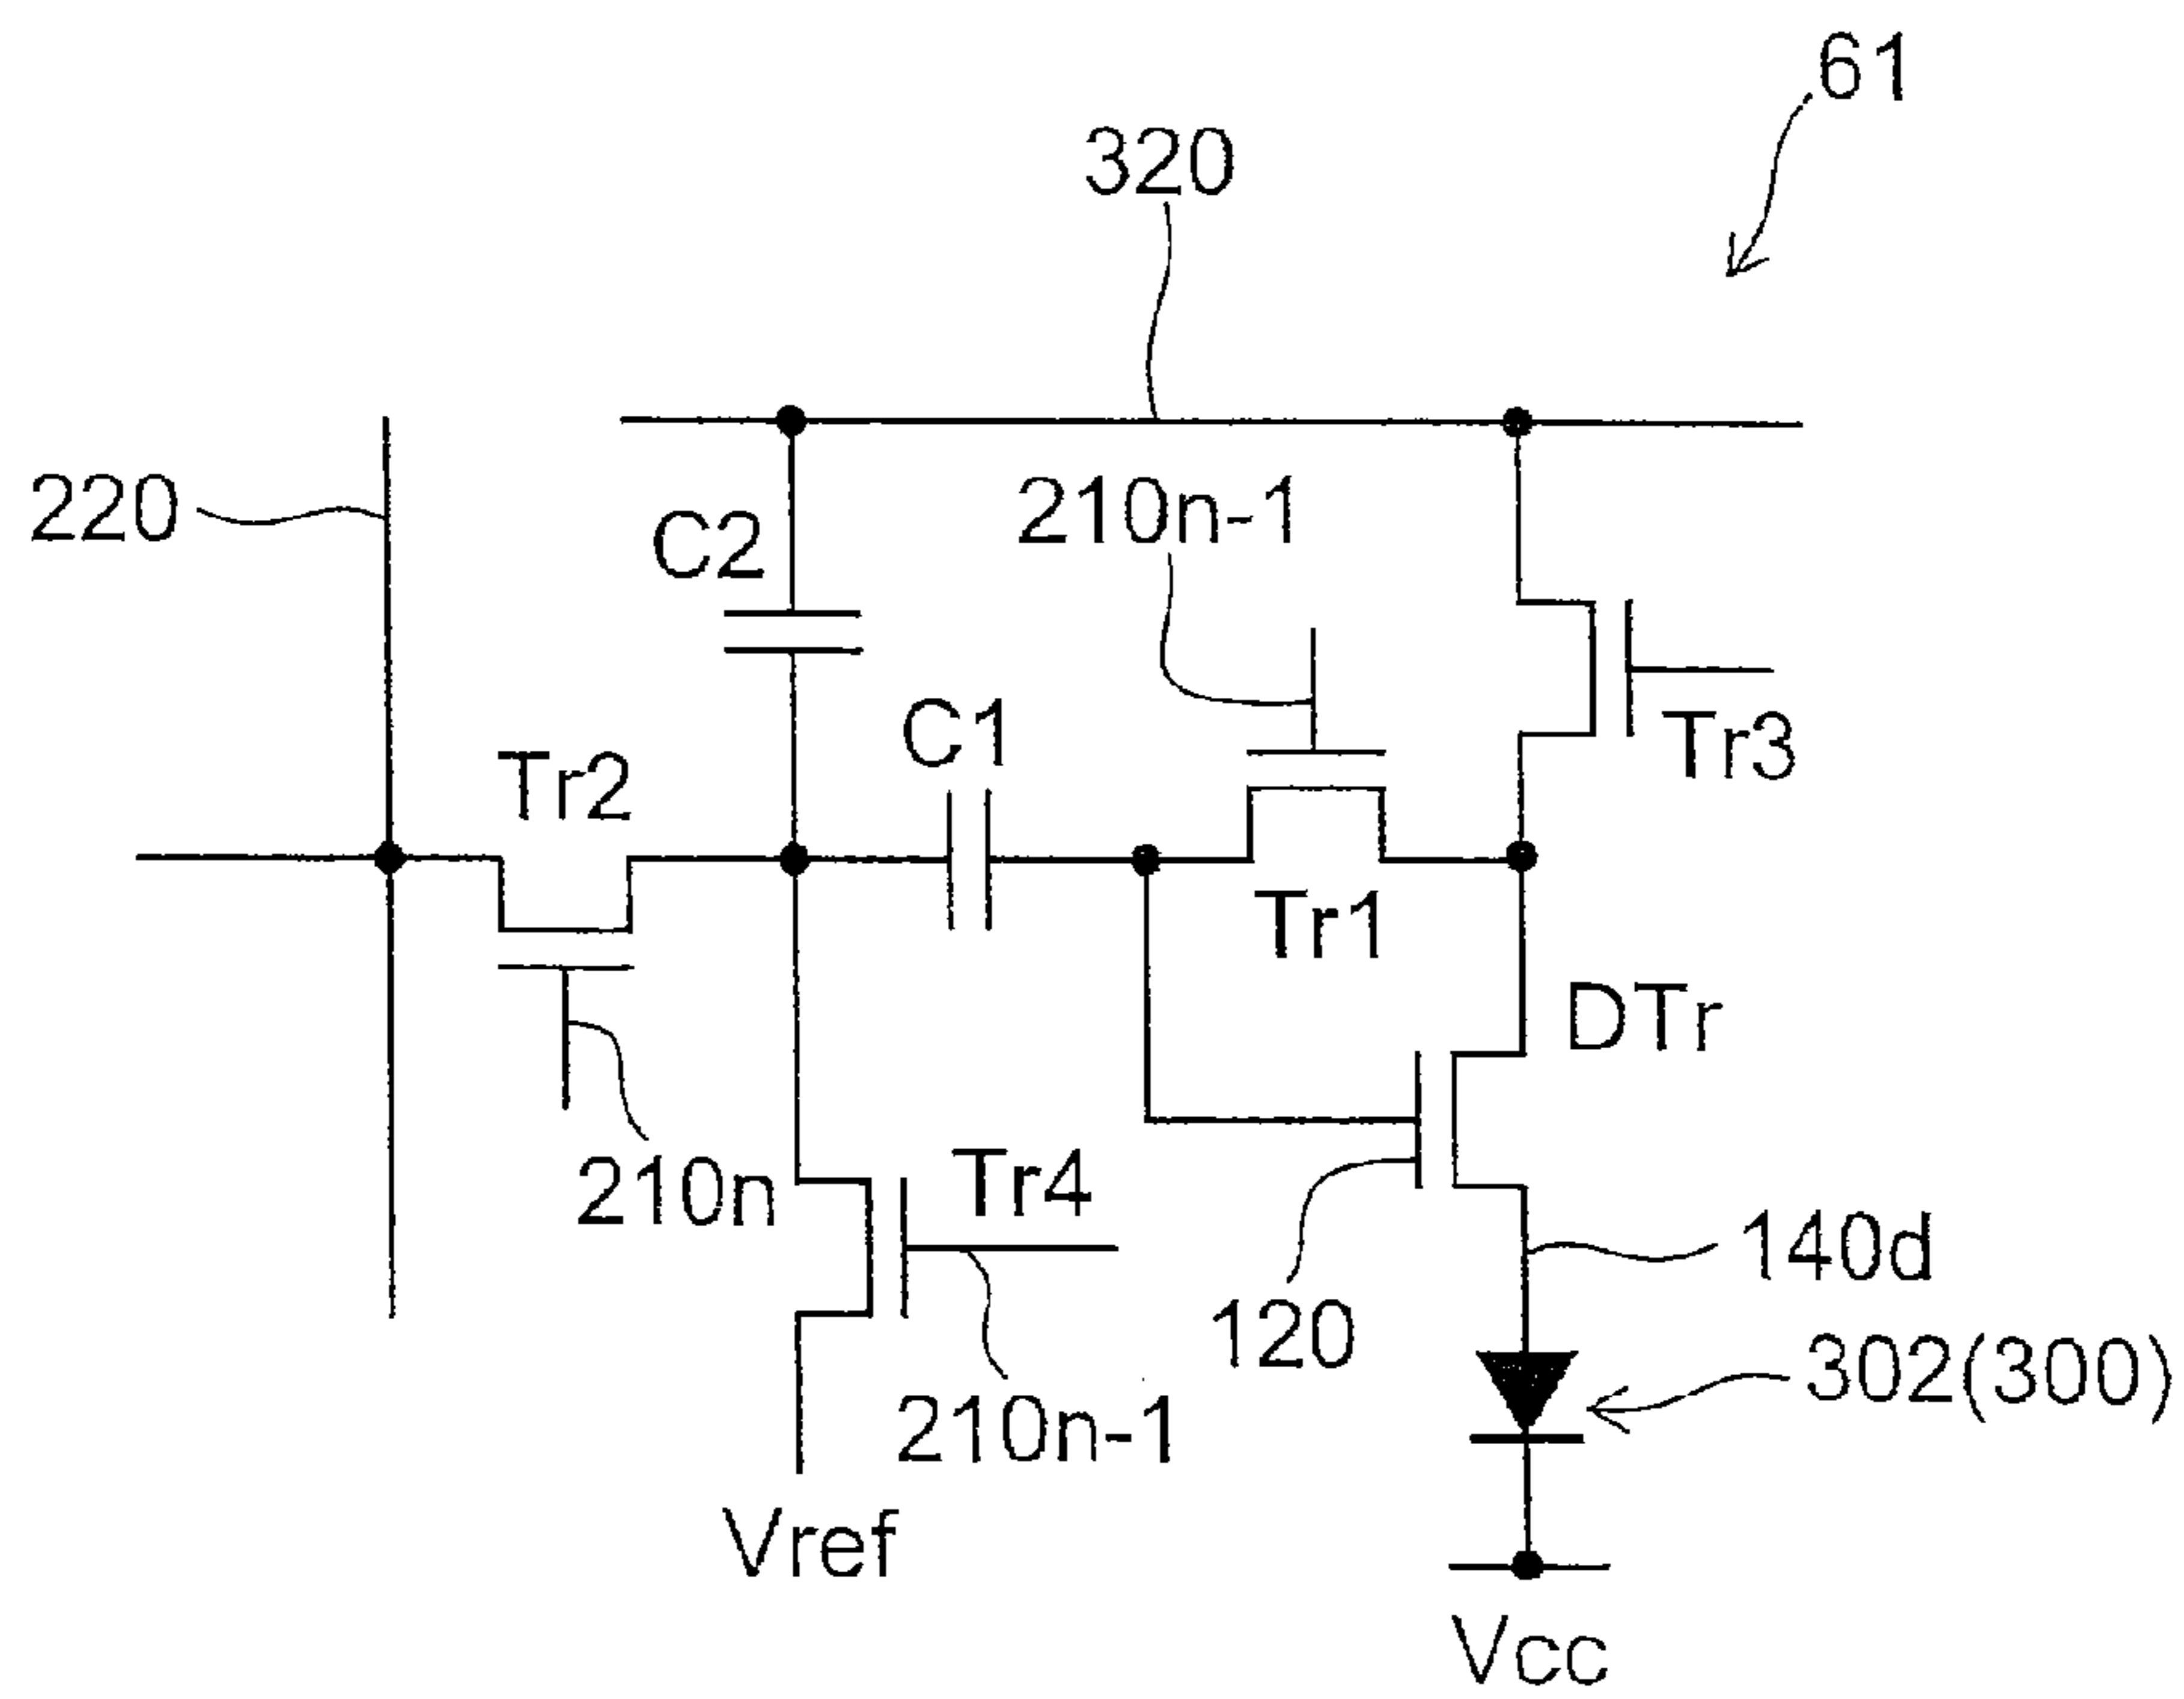 61
320
220
C2
210n-1
C1
Tr3
Tr2
Tr1
DTr
210n
Tr4
140d
120
302(300)
210n-1
Vref
Vcc